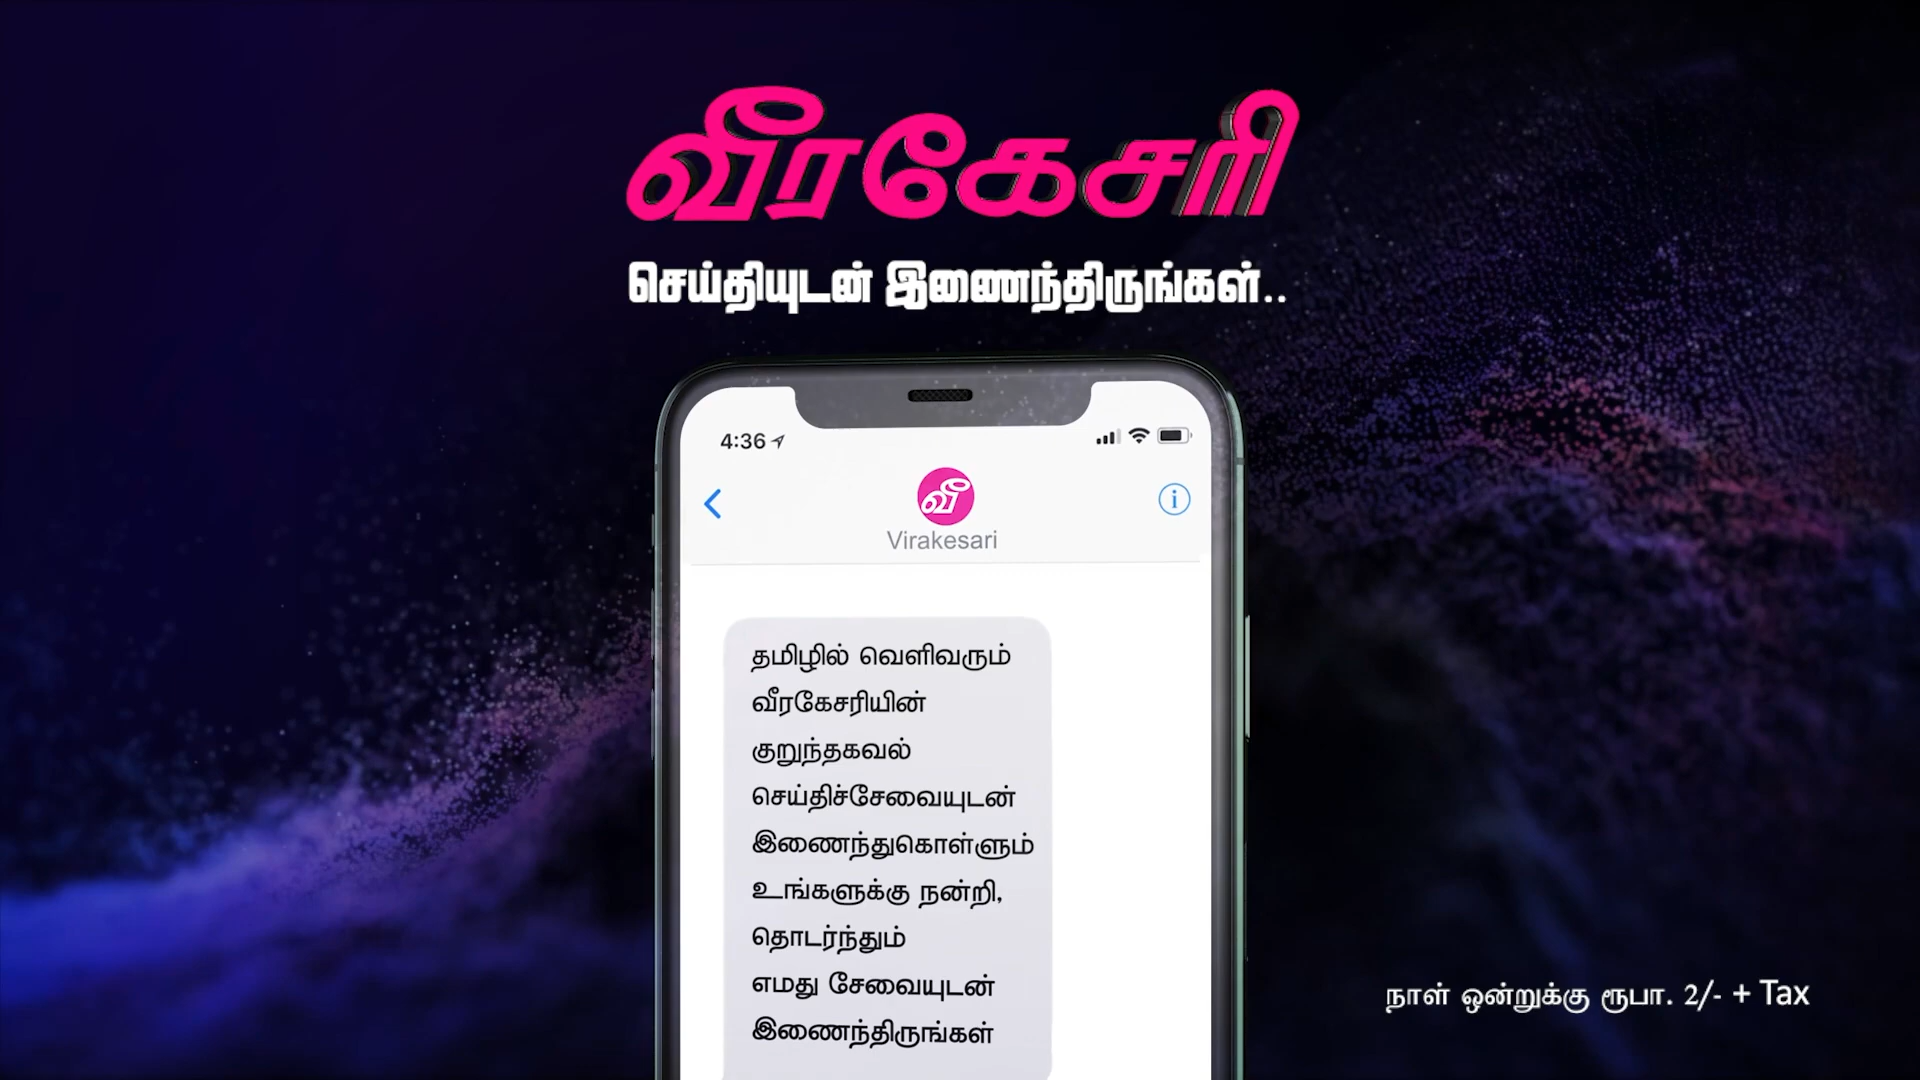 வீரகேசரி
செய்தியுடன் இணைந்திருங்கள்..
4:36
வீ
Virakesari
தமிழில் வெளிவரும்
வீரகேசரியின்
குறுந்தகவல்
செய்திச்சேவையுடன்
இணைந்துகொள்ளும்
உங்களுக்கு நன்றி,
தொடர்ந்தும்
எமது சேவையுடன்
இணைந்திருங்கள்
நாள் ஒன்றுக்கு ரூபா. 2/- + Tax